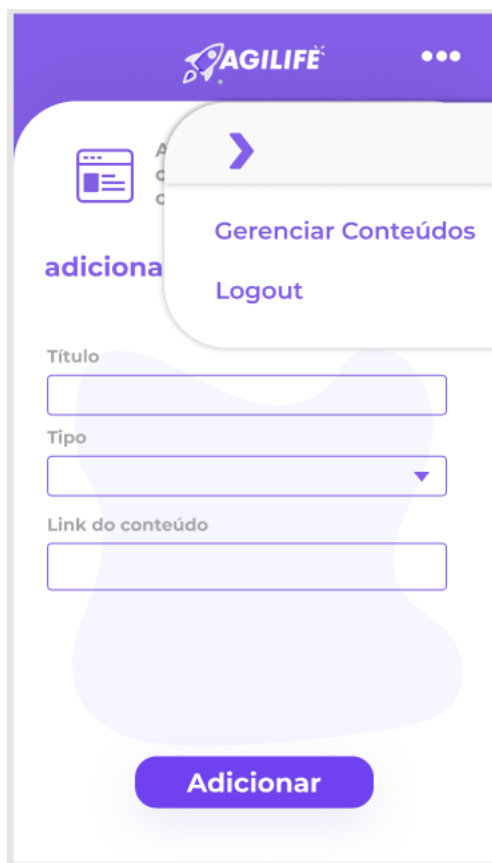 AGILIFE
Gerenciar Conteúdos
adiciona
Logout
Título
Tipo
Link do conteúdo
Adicionar